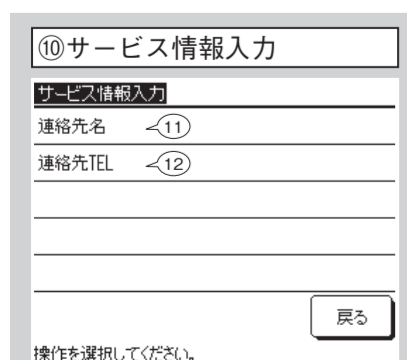 ⑩サービス情報入力
サービス情報入力
連絡先名 11
連絡先TEL 12
戻る
操作を選択してください。